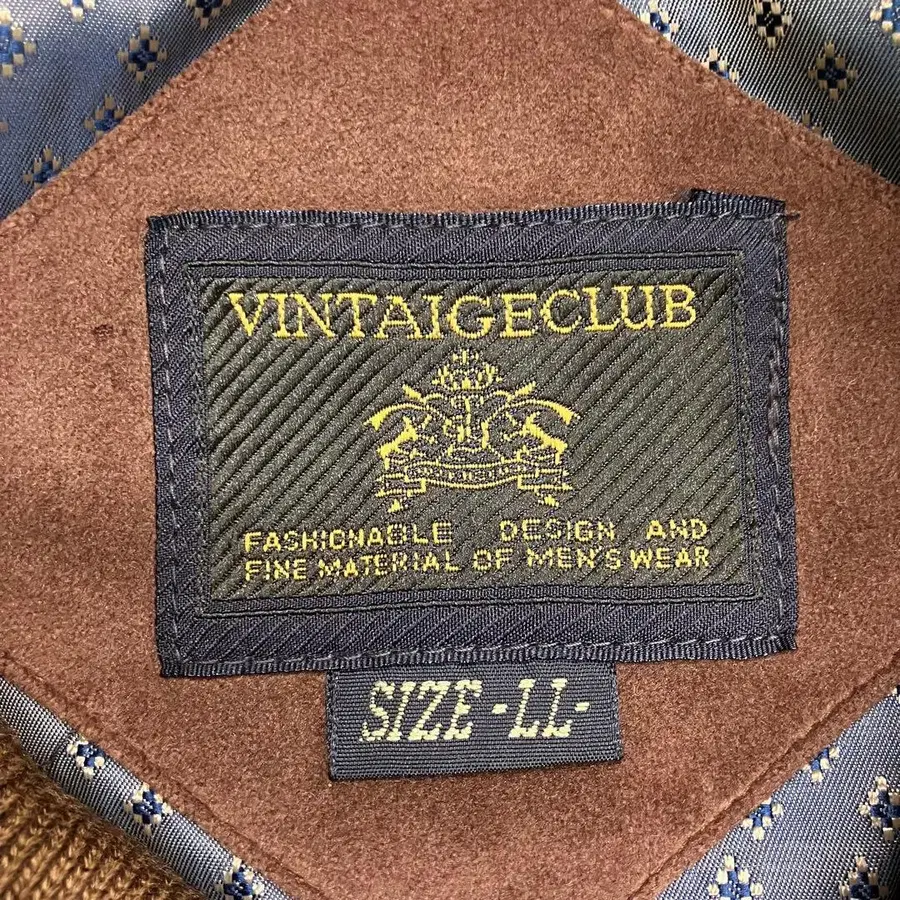 VINTAIGECLUB
FASHIONABLE DESIGN AND
FINE MATERIAL OF MEN'S WEAR
SIZE -LL-